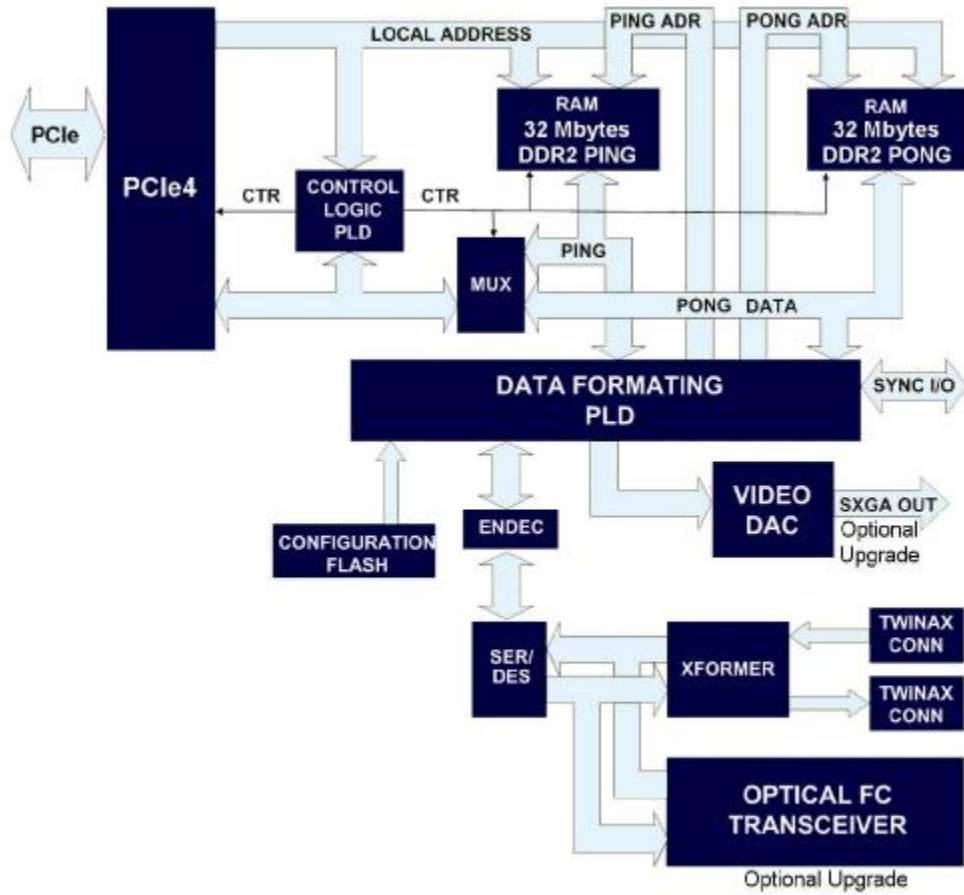 LOCAL ADDRESS
PING ADR
PONG ADR
PCIe
PCIe4
RAM
32 Mbytes
DDR2 PING
RAM
32 Mbytes
DDR2 PONG
CTR
CONTROL
LOGIC
PLD
CTR
MUX
PING
PONG DATA
DATA FORMATING
PLD
SYNC I/O
CONFIGURATION
FLASH
ENDEC
VIDEO
DAC
SXGA OUT
Optional
Upgrade
SER/
DES
XFORMER
TWINAX
CONN
TWINAX
CONN
OPTICAL FC
TRANSCEIVER
Optional Upgrade